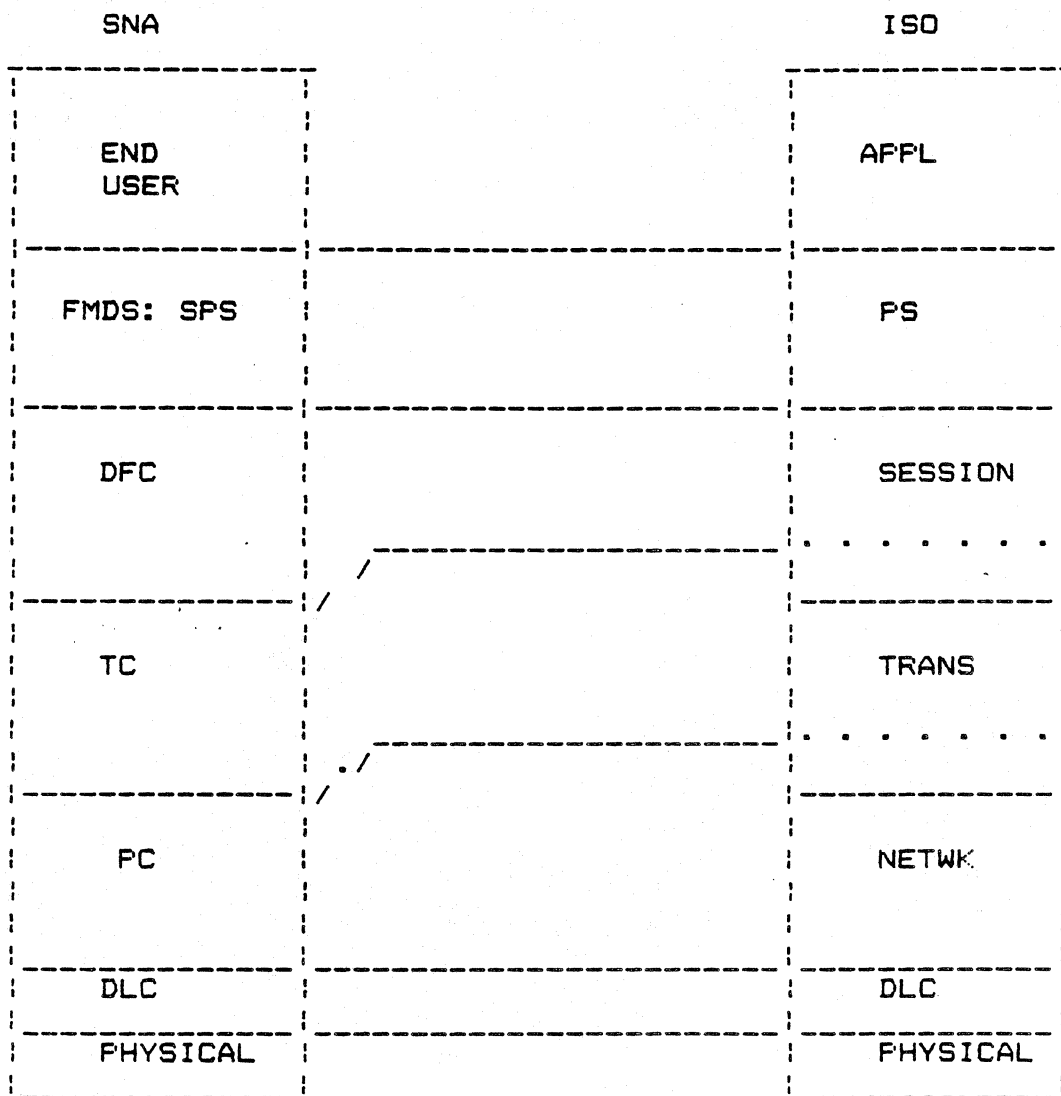 SNA ISO
END APPL
USER
FMDS: SPS PS
DFC SESSION
TC TRANS
PC NETWK
DLC DLC
PHYSICAL PHYSICAL